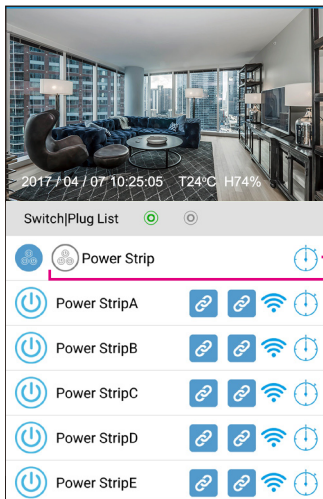 2017 / 04 / 07 10:25:05 T24°C H74%
Switch|Plug List
Power Strip
Power StripA
Power StripB
Power StripC
Power StripD
Power StripE